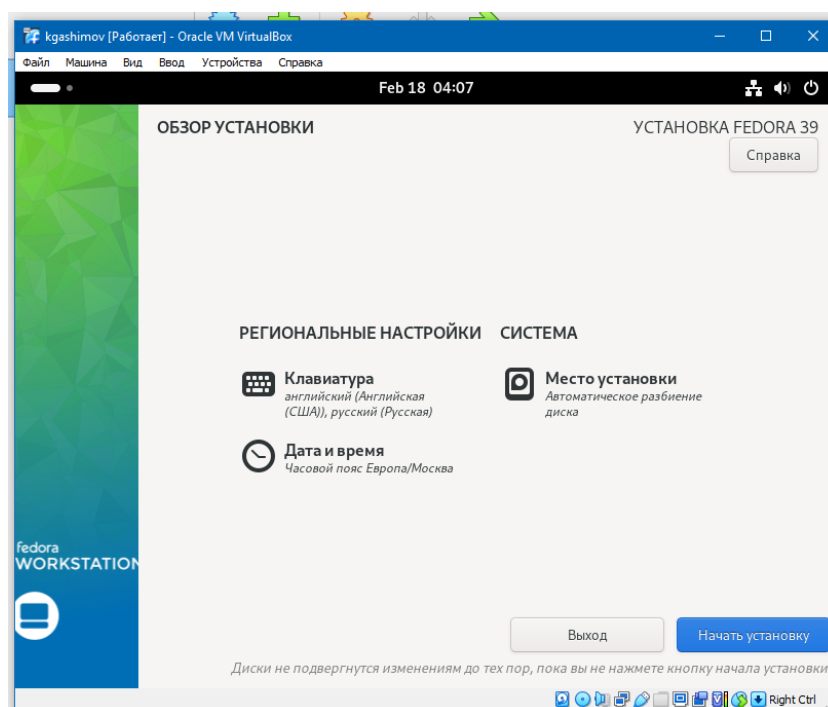 kgashimov [Работает] - Oracle VM VirtualBox
Файл Машина Вид Ввод Устройства Справка
Feb 18 04:07
ОБЗОР УСТАНОВКИ
УСТАНОВКА FEDORA 39
Справка
РЕГИОНАЛЬНЫЕ НАСТРОЙКИ
Клавиатура
английский (Английская
(США)), русский (Русская)
Дата и время
Часовой пояс Европа/Москва
СИСТЕМА
Место установки
Автоматическое разбиение
диска
fedora
WORKSTATION
Выход
Начать установку
Диски не подвергнутся изменениям до тех пор, пока вы не нажмете кнопку начала установки
Right Ctrl